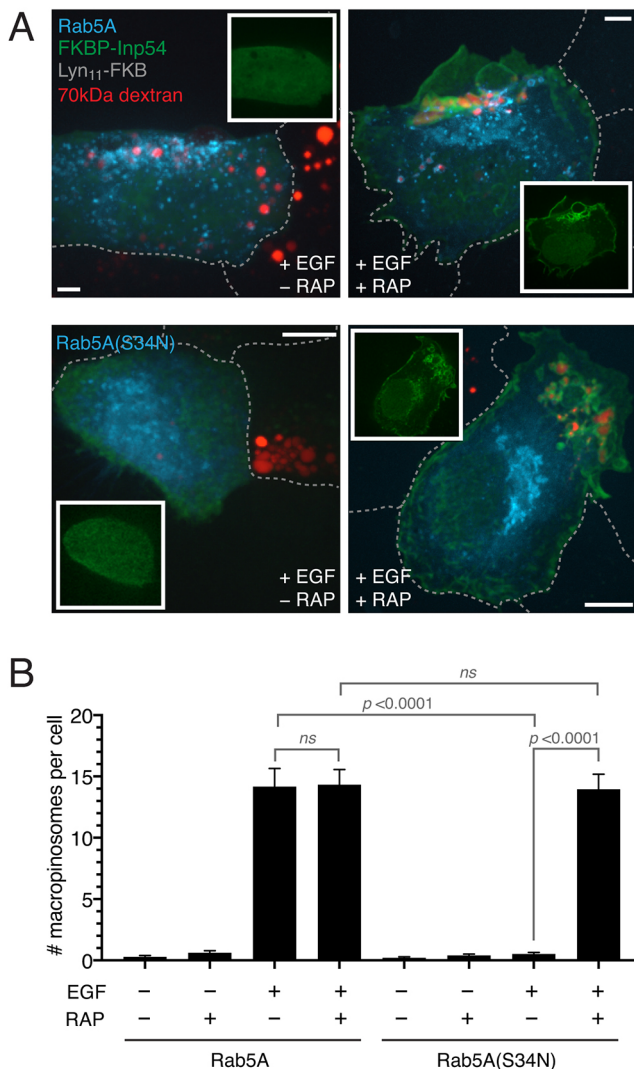 A
Rab5A
FKBP-Inp54
Lyn11-FKB
70kDa dextran
+ EGF
– RAP
+ EGF
+ RAP
Rab5A(S34N)
+ EGF
– RAP
+ EGF
+ RAP
B
ns
p <0.0001
ns
p <0.0001
# macropinosomes per cell
20
15
10
5
0
EGF – – + + – – + +
RAP – + – + – + – +
Rab5A Rab5A(S34N)